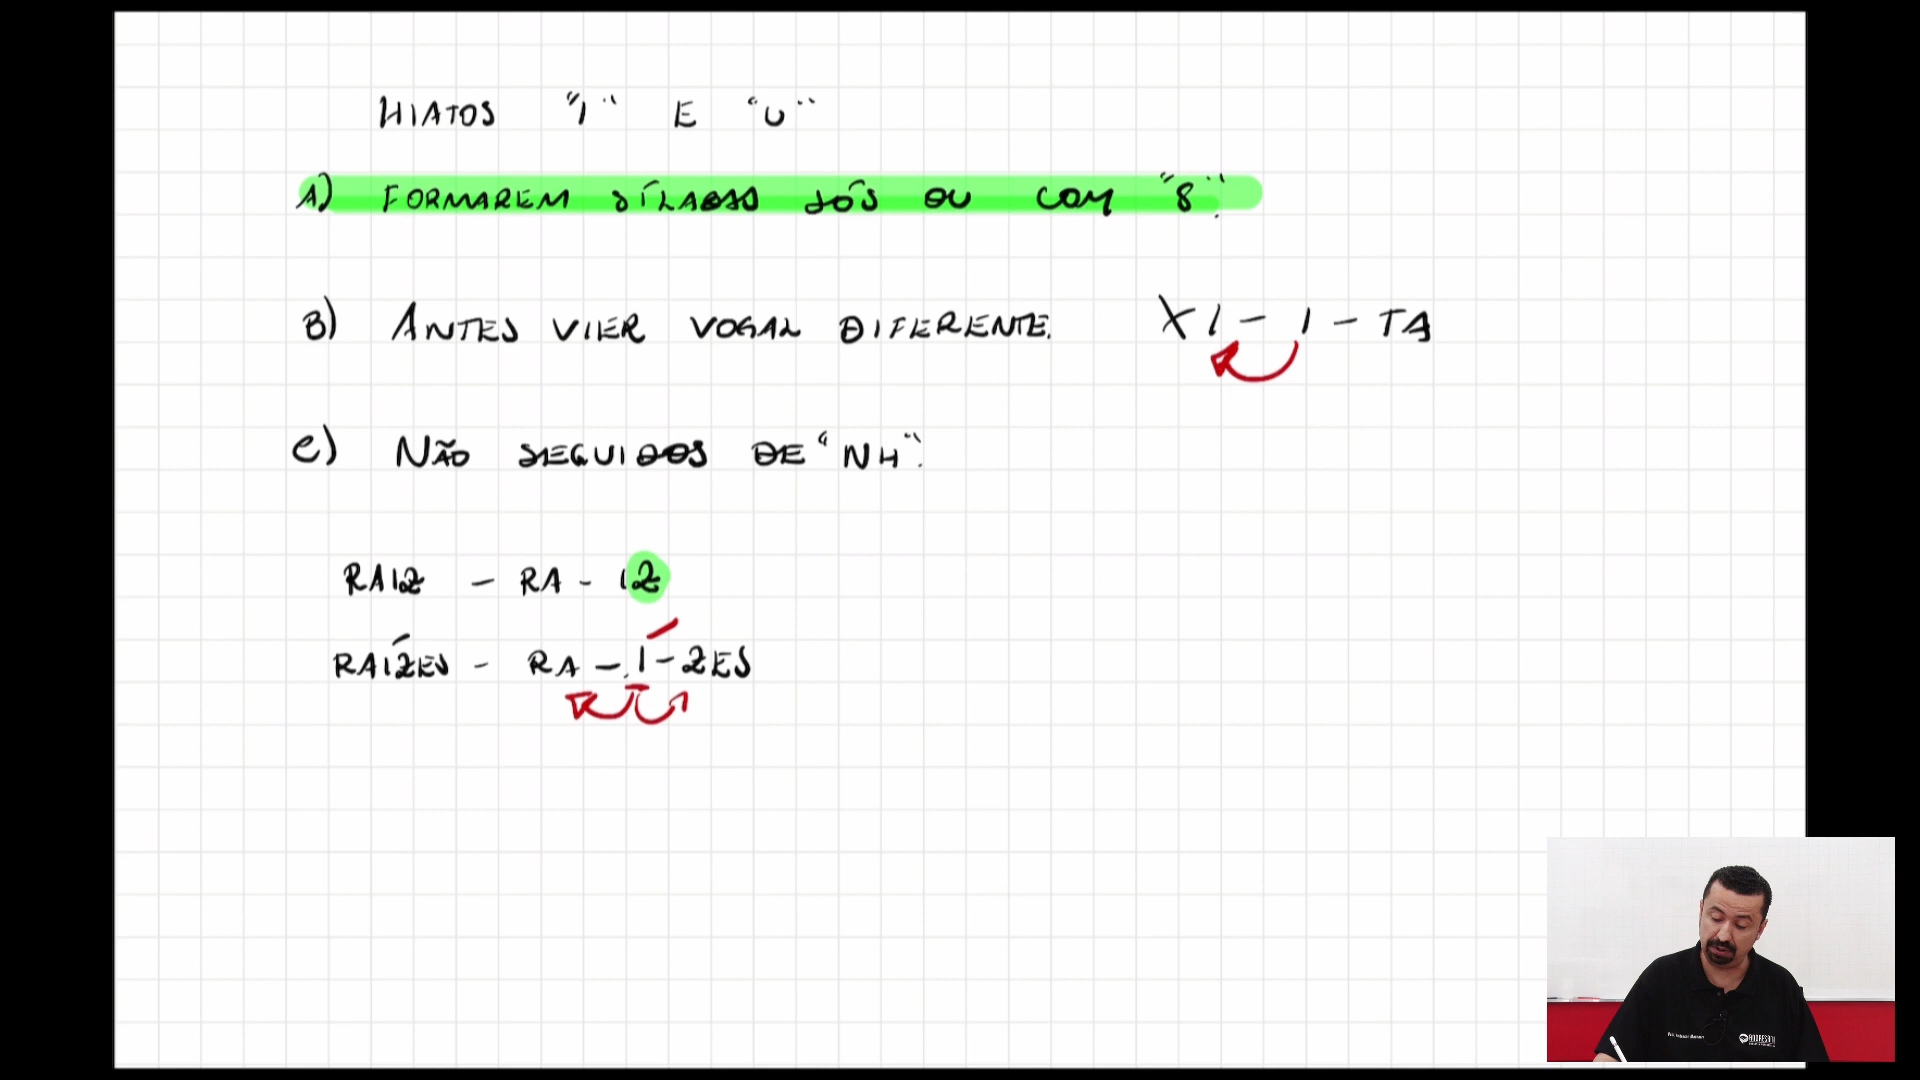 HIATOS "I" E "U"
A) FORMAREM SÍLABAS SÓS OU COM "S".
B) ANTES VIER VOGAL DIFERENTE. XI - I - TA
C) NÃO SEGUIDOS DE "NH".
RAIZ - RA - IZ
RAÍZES - RA - Í - ZES